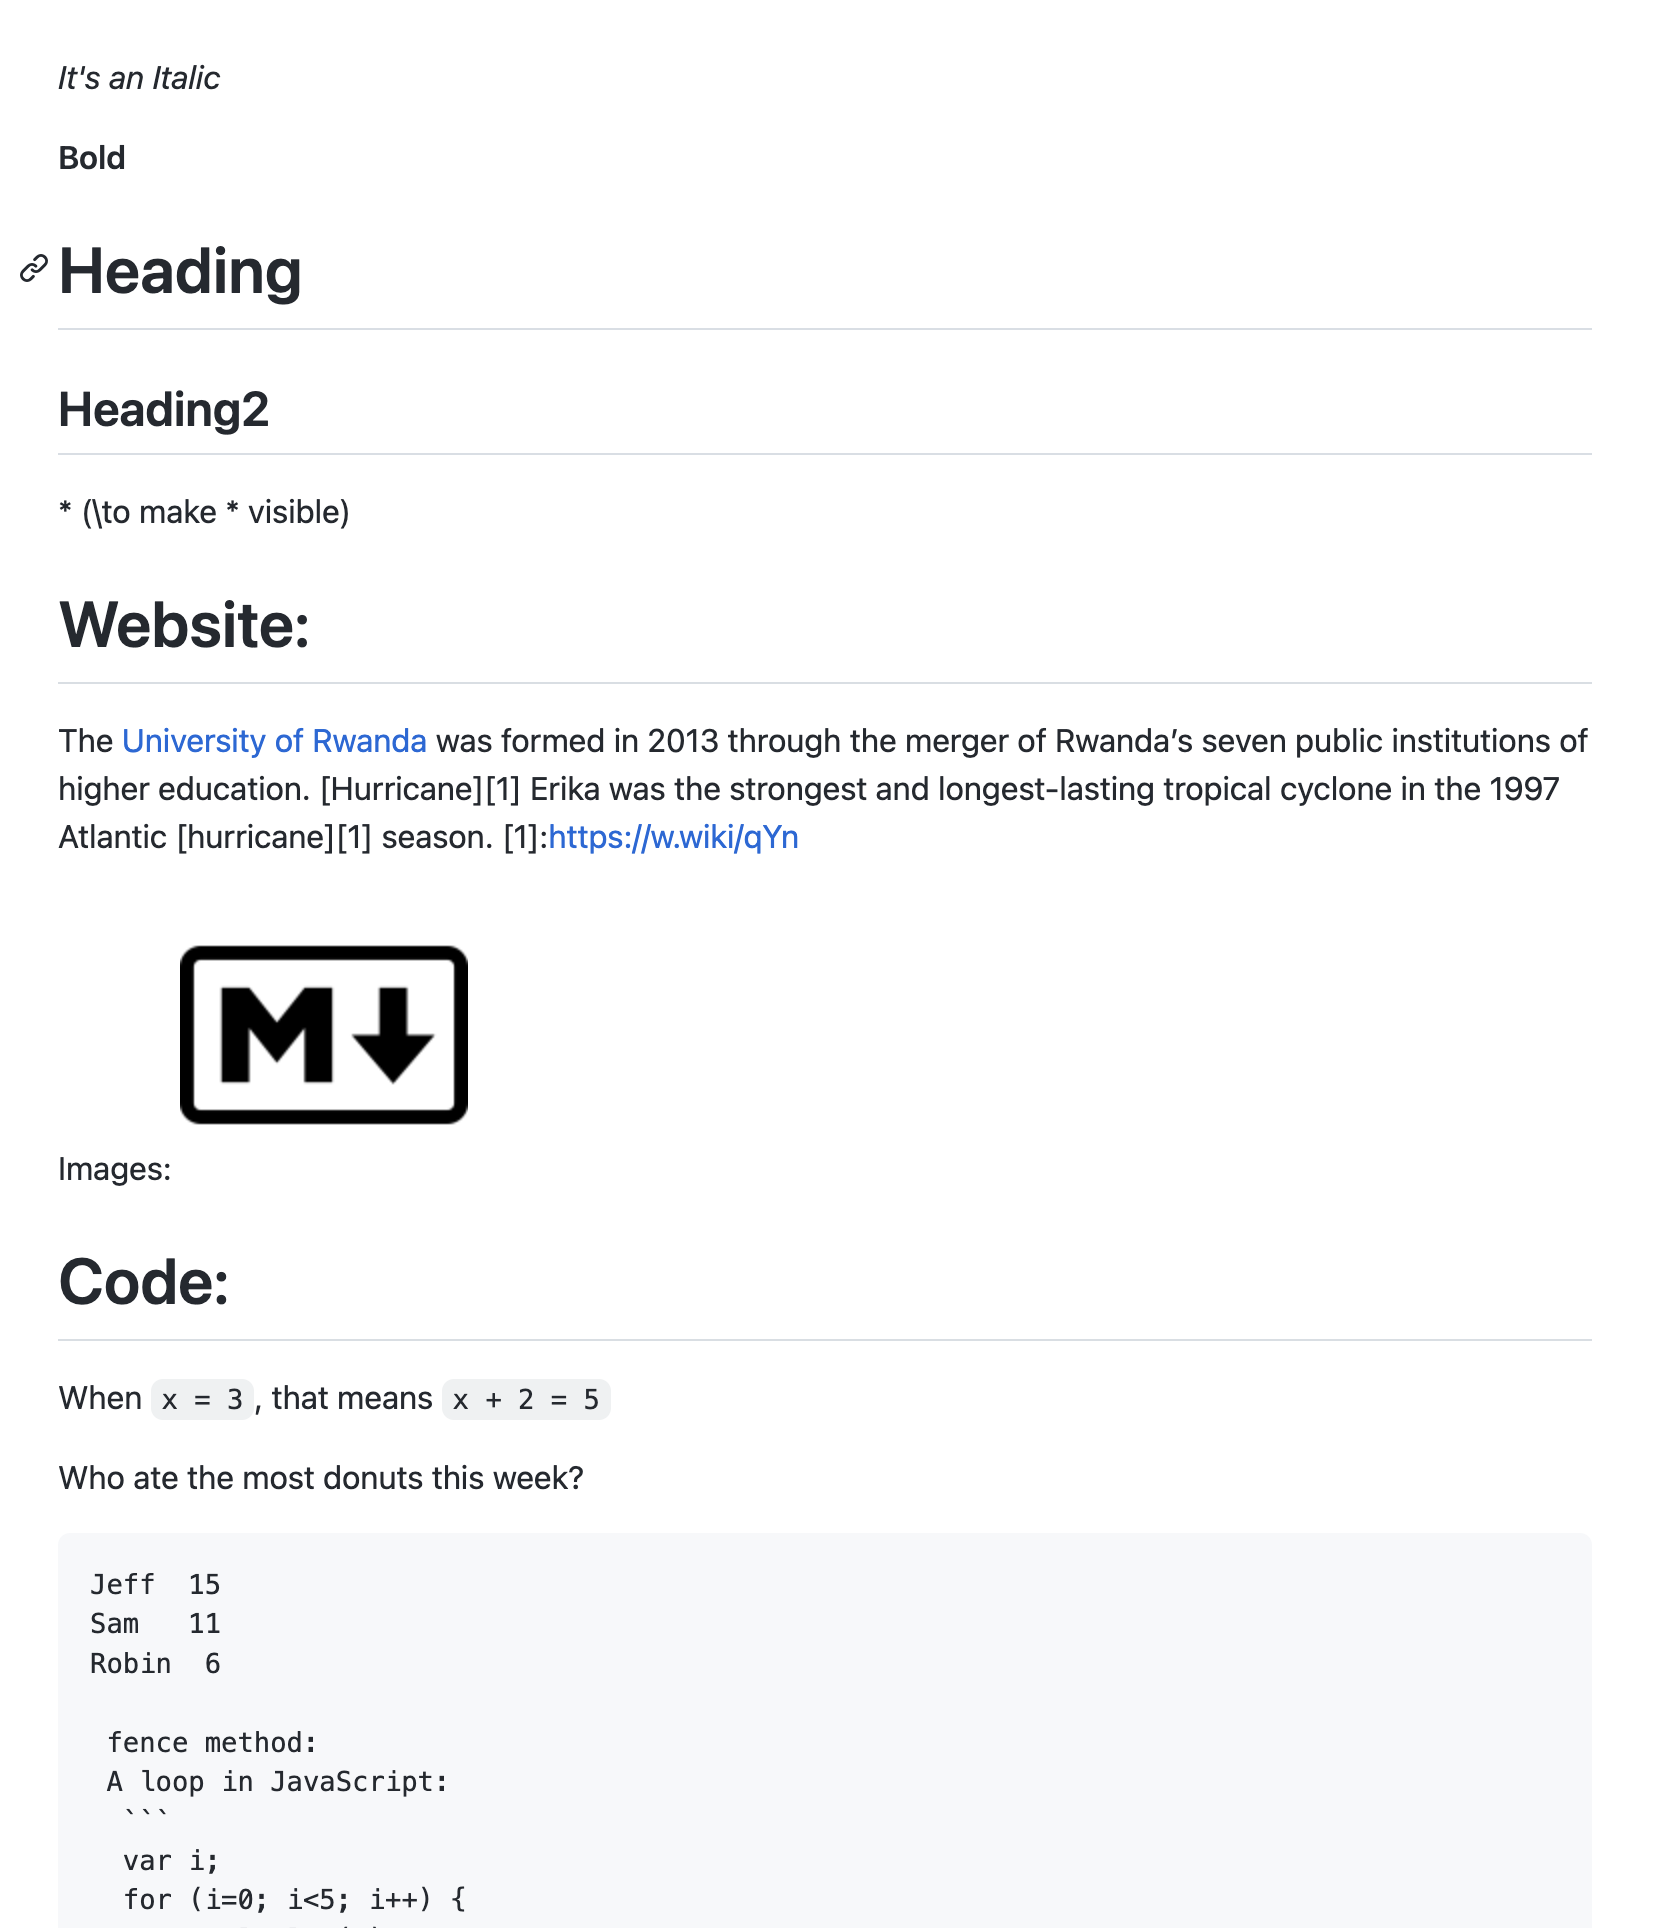 It's an Italic
Bold
Heading
Heading2
* (\to make * visible)
Website:
The University of Rwanda was formed in 2013 through the merger of Rwanda’s seven public institutions of
higher education. [Hurricane][1] Erika was the strongest and longest-lasting tropical cyclone in the 1997
Atlantic [hurricane][1] season. [1]:https://w.wiki/qYn
M
Images:
Code:
When x = 3, that means x + 2 = 5
Who ate the most donuts this week?
Jeff  15
Sam   11
Robin  6
fence method:
A loop in JavaScript:
```
var i;
for (i=0; i<5; i++) {